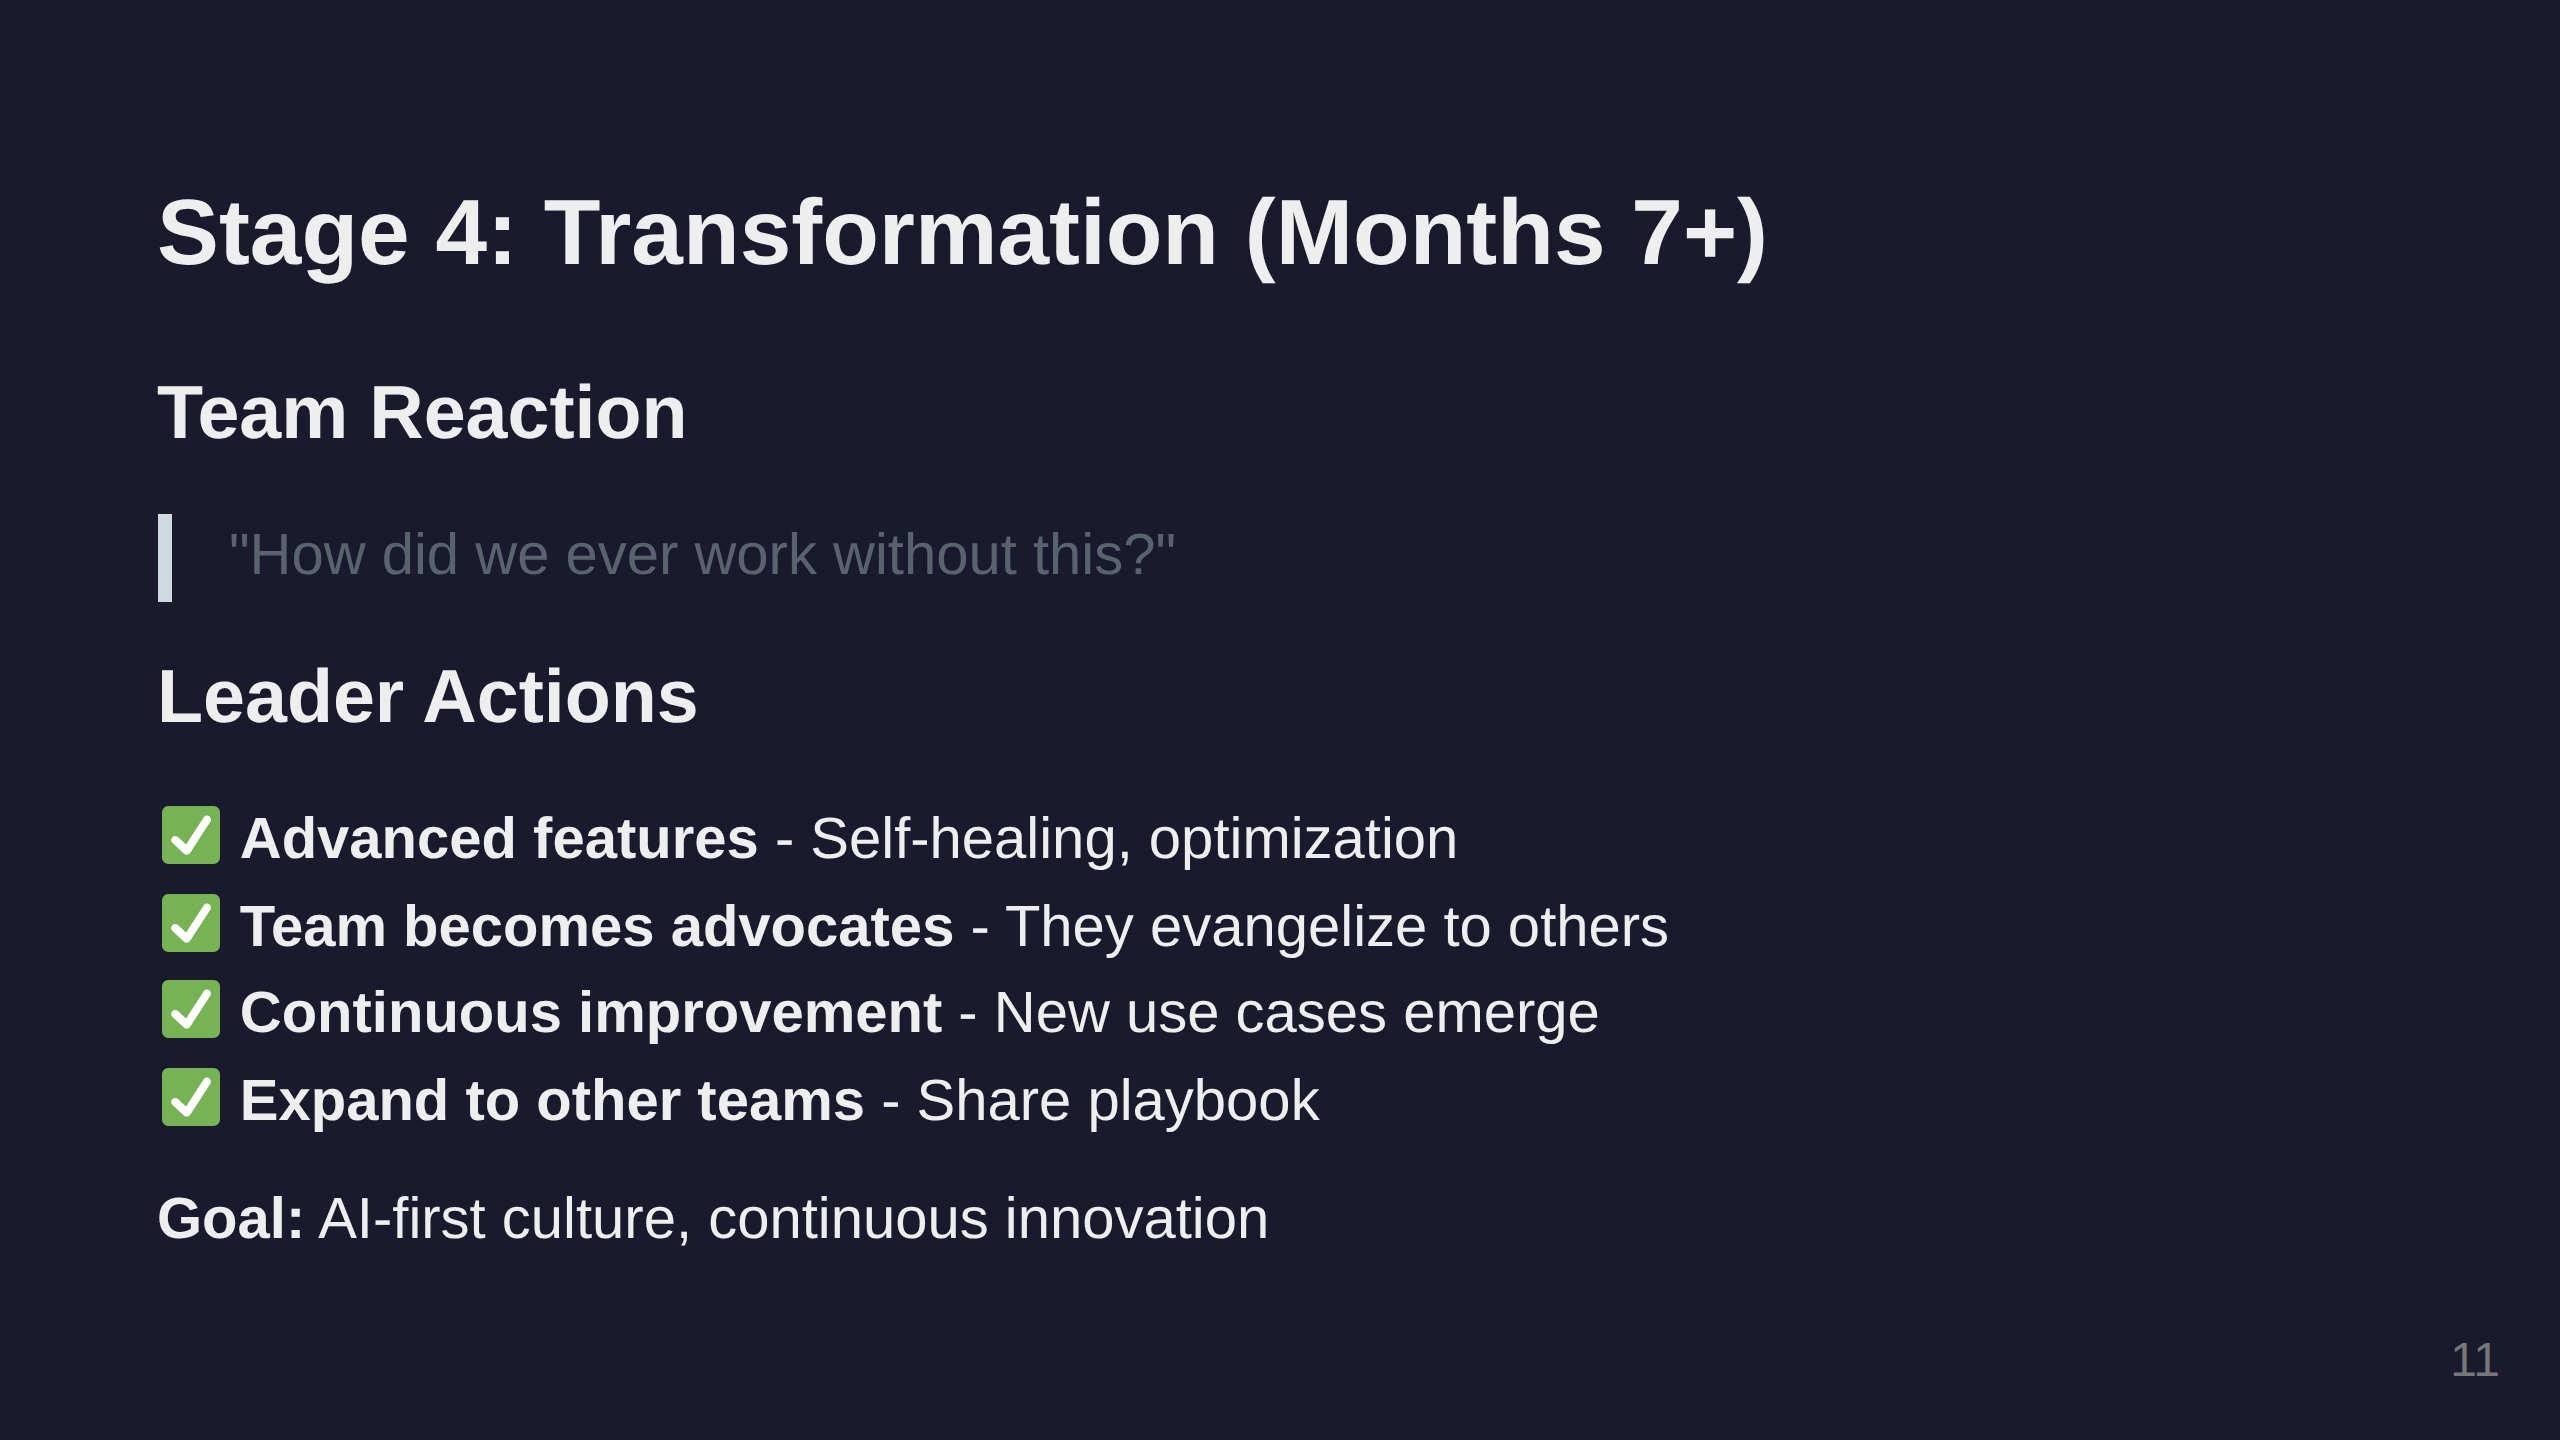 Stage 4: Transformation (Months 7+)
Team Reaction
"How did we ever work without this?"
Leader Actions
✅ Advanced features - Self-healing, optimization
✅ Team becomes advocates - They evangelize to others
✅ Continuous improvement - New use cases emerge
✅ Expand to other teams - Share playbook
Goal: AI-first culture, continuous innovation
11